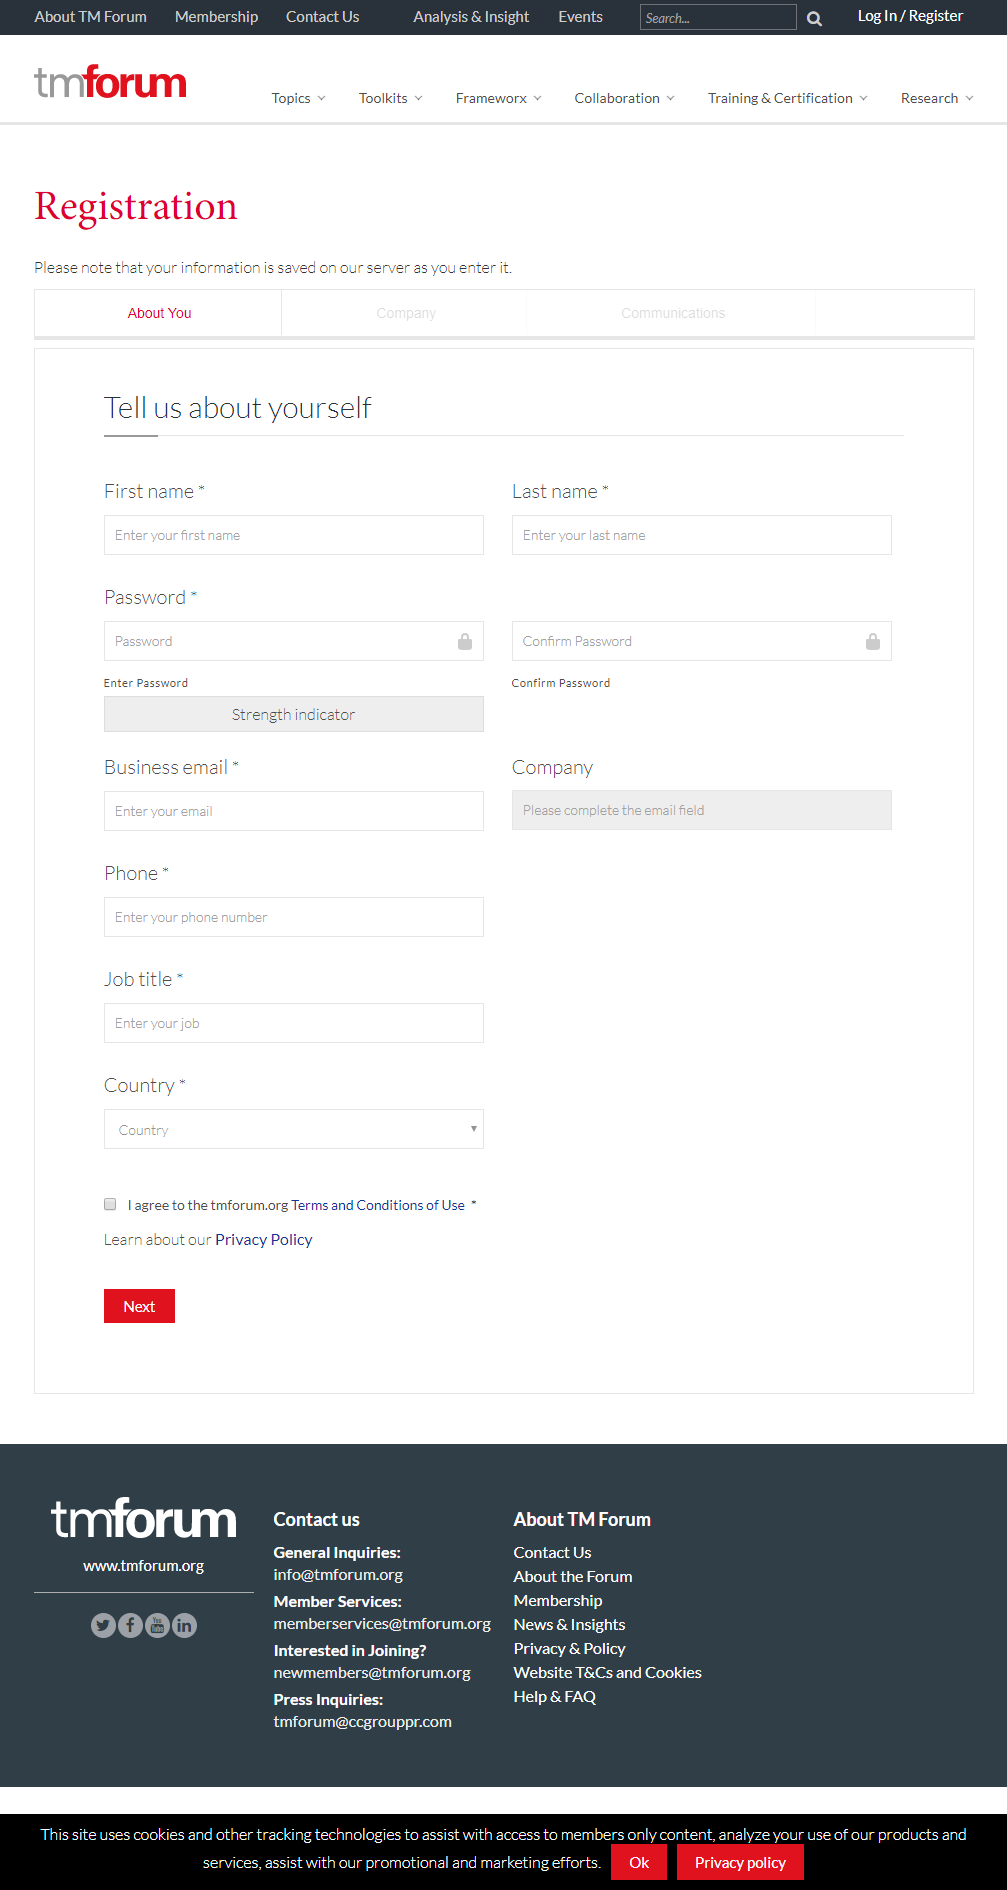 About TM Forum Membership Contact Us Analysis & Insight Events Search... Log In / Register
tmforum
Topics Toolkits Frameworx Collaboration Training & Certification Research
Registration
Please note that your information is saved on our server as you enter it.
About You Company Communications
Tell us about yourself
First name * Last name *
Enter your first name Enter your last name
Password *
Password Confirm Password
Enter Password Confirm Password
Strength indicator
Business email * Company
Enter your email Please complete the email field
Phone *
Enter your phone number
Job title *
Enter your job
Country *
Country
I agree to the tmforum.org Terms and Conditions of Use *
Learn about our Privacy Policy
Next
tmforum
www.tmforum.org
You Tube
Contact us
General Inquiries:
info@tmforum.org
Member Services:
memberservices@tmforum.org
Interested in Joining?
newmembers@tmforum.org
Press Inquiries:
tmforum@ccgrouppr.com
About TM Forum
Contact Us
About the Forum
Membership
News & Insights
Privacy & Policy
Website T&Cs and Cookies
Help & FAQ
This site uses cookies and other tracking technologies to assist with access to members only content, analyze your use of our products and
services, assist with our promotional and marketing efforts. Ok Privacy policy